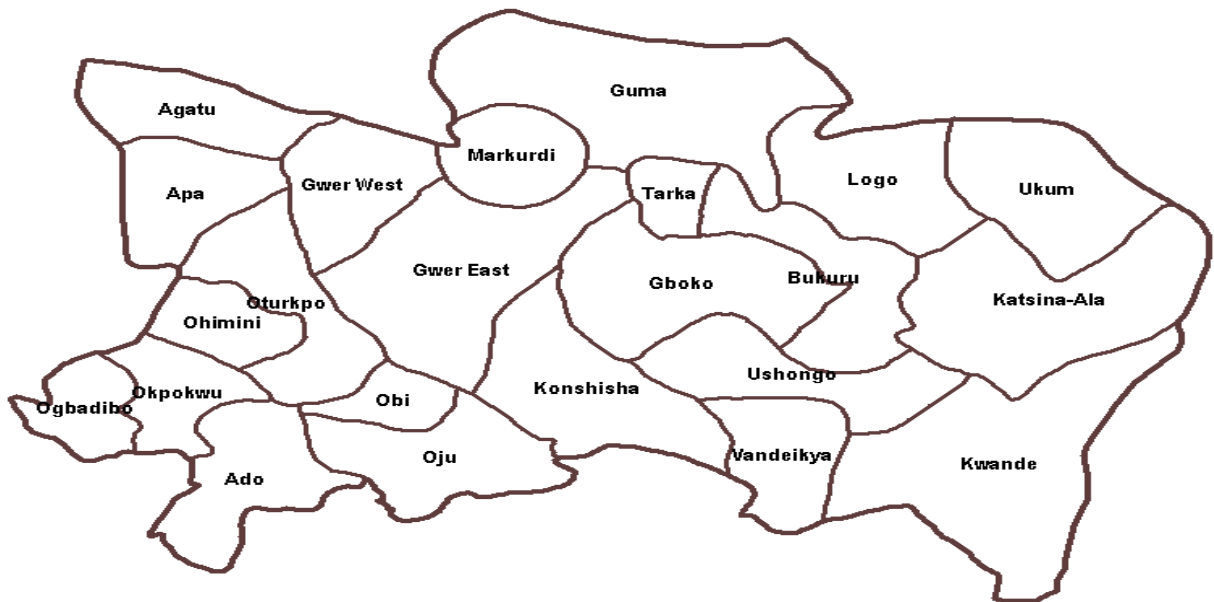 Guma
Agatu
Markurdi
Gwer West
Apa
Tarka
Logo
Ukum
Gwer East
Gboko
Bukuru
Katsina-Ala
Oturkpo
Ohimini
Ushongo
Konshisha
Okpokwu
Obi
Ogbadibo
Oju
Vandeikya
Kwande
Ado